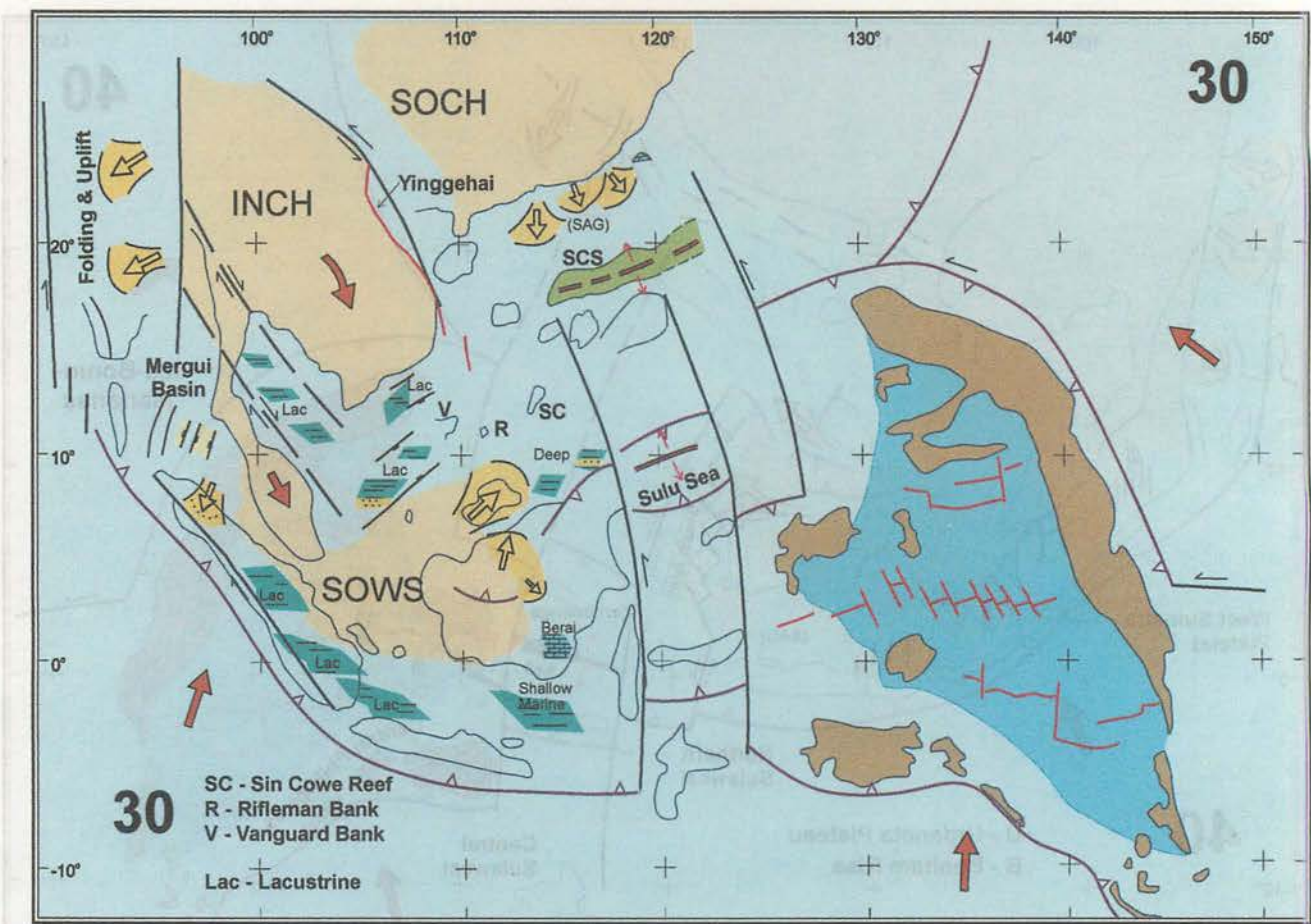 100°
110°
120°
130°
140°
150°
30
SOCH
Folding & Uplift
INCH
Yinggehai
(SAG)
20°
SCS
Mergui
Basin
Lac
Lac
V
R
SC
10°
Lac
Deep
Sulu Sea
SOWS
Lac
Berai
0°
Lac
Lac
Shallow
Marine
30
SC - Sin Cowe Reef
R - Rifleman Bank
V - Vanguard Bank
Lac - Lacustrine
-10°